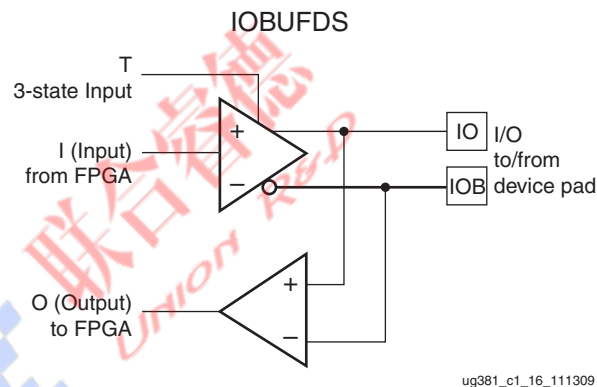 IOBUFDS
T
3-state Input
I (Input)
from FPGA
+
–
IO
IOB
I/O
to/from
device pad
O (Output)
to FPGA
+
–
联合睿德
UNION R&D
ug381_c1_16_111309